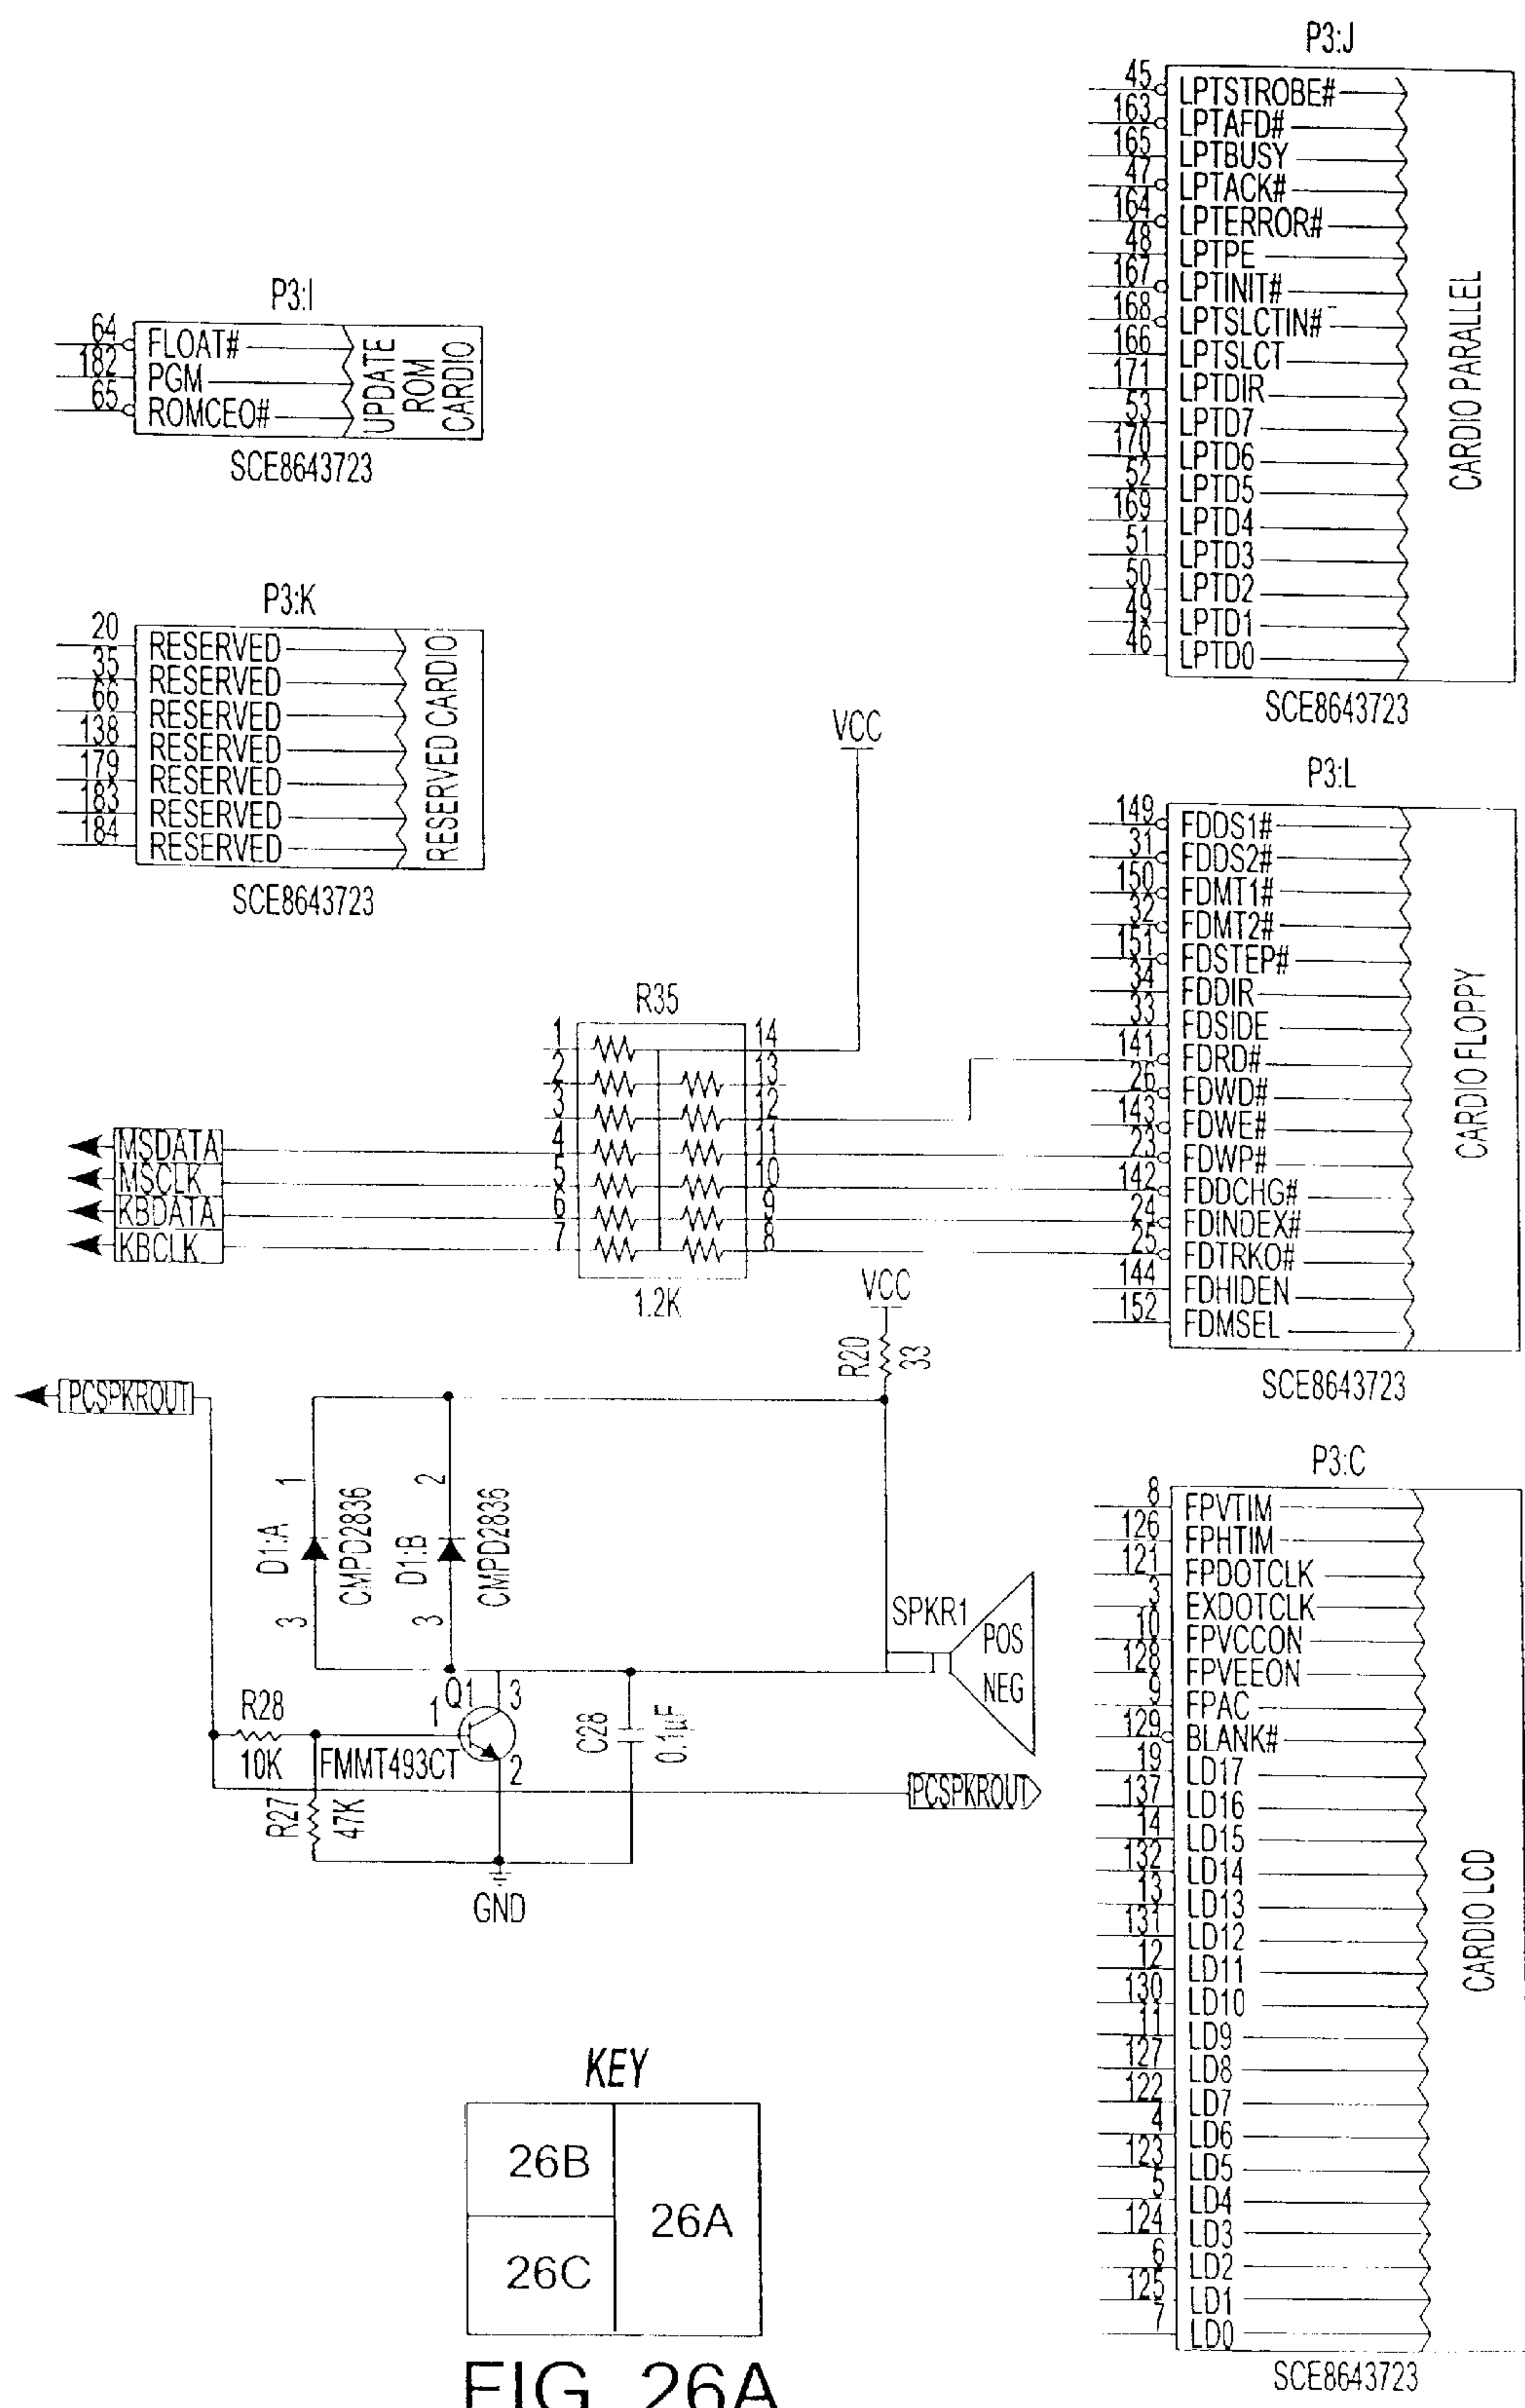 P3:I
64
FLOAT#
182
PGM
65
ROMCEO#
UPDATE
ROM
CARDIO
SCE8643723
P3:K
20
RESERVED
35
RESERVED
66
RESERVED
138
RESERVED
179
RESERVED
183
RESERVED
184
RESERVED
RESERVED CARDIO
SCE8643723
P3:J
45
LPTSTROBE#
163
LPTAFD#
165
LPTBUSY
47
LPTACK#
164
LPTERROR#
48
LPTPE
167
LPTINIT#
168
LPTSLCTIN#
166
LPTSLCT
171
LPTDIR
53
LPTD7
170
LPTD6
52
LPTD5
169
LPTD4
51
LPTD3
50
LPTD2
49
LPTD1
46
LPTD0
CARDIO PARALLEL
SCE8643723
VCC
R35
1
2
3
4
5
6
7
14
13
12
11
10
9
8
1.2K
MSDATA
MSCLK
KBDATA
KBCLK
P3:L
149
FDDS1#
31
FDDS2#
150
FDMT1#
32
FDMT2#
151
FDSTEP#
34
FDDIR
33
FDSIDE
141
FDRD#
26
FDWD#
143
FDWE#
23
FDWP#
142
FDDCHG#
24
FDINDEX#
25
FDTRKO#
144
FDHIDEN
152
FDMSEL
CARDIO FLOPPY
SCE8643723
VCC
R20
33
PCSPKROUT
D1:A
1
3
CMPD2836
D1:B
2
3
CMPD2836
SPKR1
POS
NEG
R28
10K
Q1
1
3
2
FMMT493CT
C28
0.1µF
R27
47K
PCSPKROUT
GND
P3:C
8
FPVTIM
126
FPHTIM
121
FPDOTCLK
3
EXDOTCLK
10
FPVCCON
128
FPVEEON
9
FPAC
129
BLANK#
19
LD17
137
LD16
14
LD15
132
LD14
13
LD13
131
LD12
12
LD11
130
LD10
11
LD9
127
LD8
122
LD7
4
LD6
123
LD5
5
LD4
124
LD3
6
LD2
125
LD1
7
LD0
CARDIO LCD
SCE8643723
KEY
26B
26A
26C
FIG. 26A